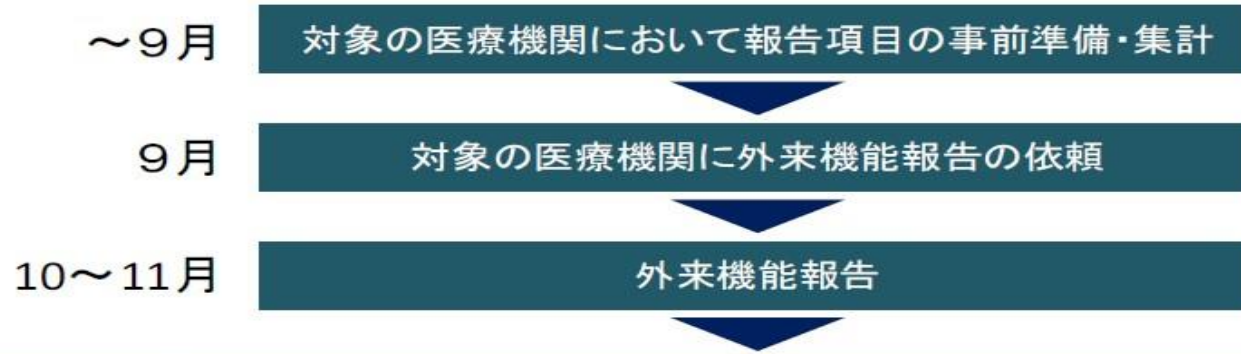 ～９月 対象の医療機関において報告項目の事前準備・集計
９月 対象の医療機関に外来機能報告の依頼
10～11月 外来機能報告